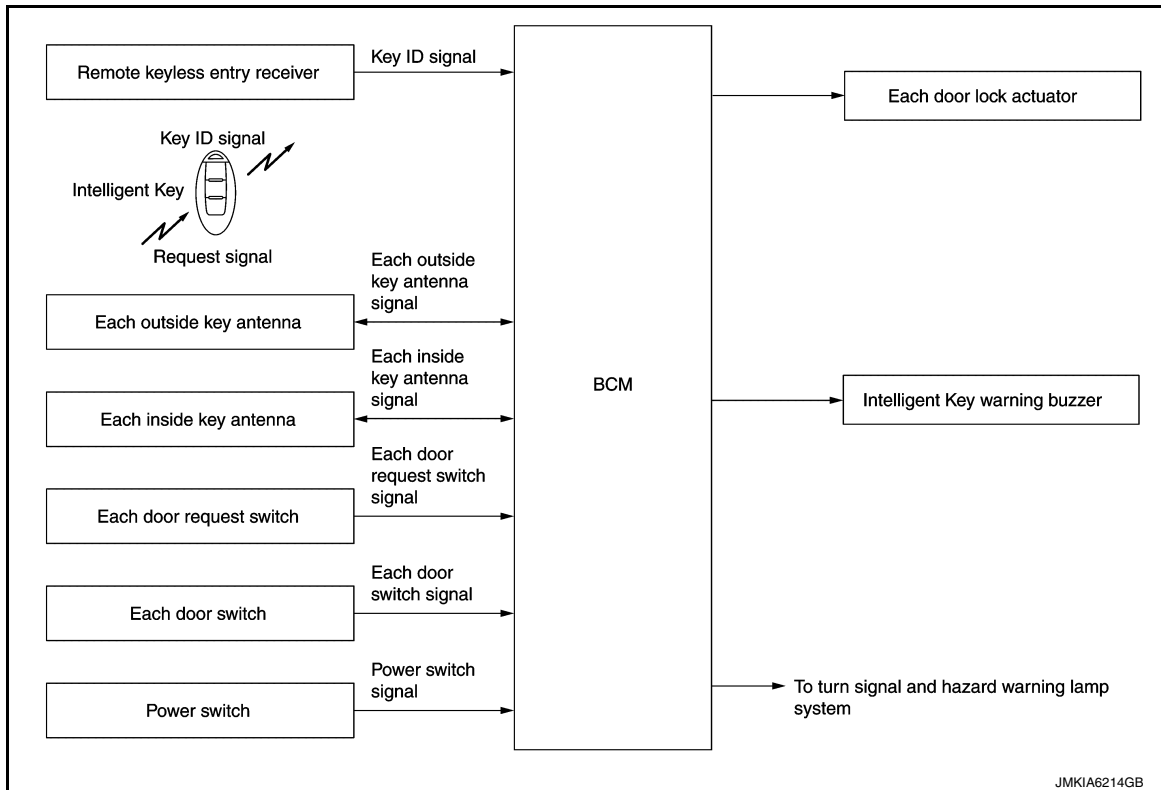 Remote keyless entry receiver
Key ID signal
Key ID signal
Intelligent Key
Request signal
Each outside
key antenna
signal
Each outside key antenna
Each inside
key antenna
signal
Each inside key antenna
Each door
request switch
signal
Each door request switch
Each door
switch signal
Each door switch
Power switch
signal
Power switch
BCM
Each door lock actuator
Intelligent Key warning buzzer
To turn signal and hazard warning lamp
system
JMKIA6214GB